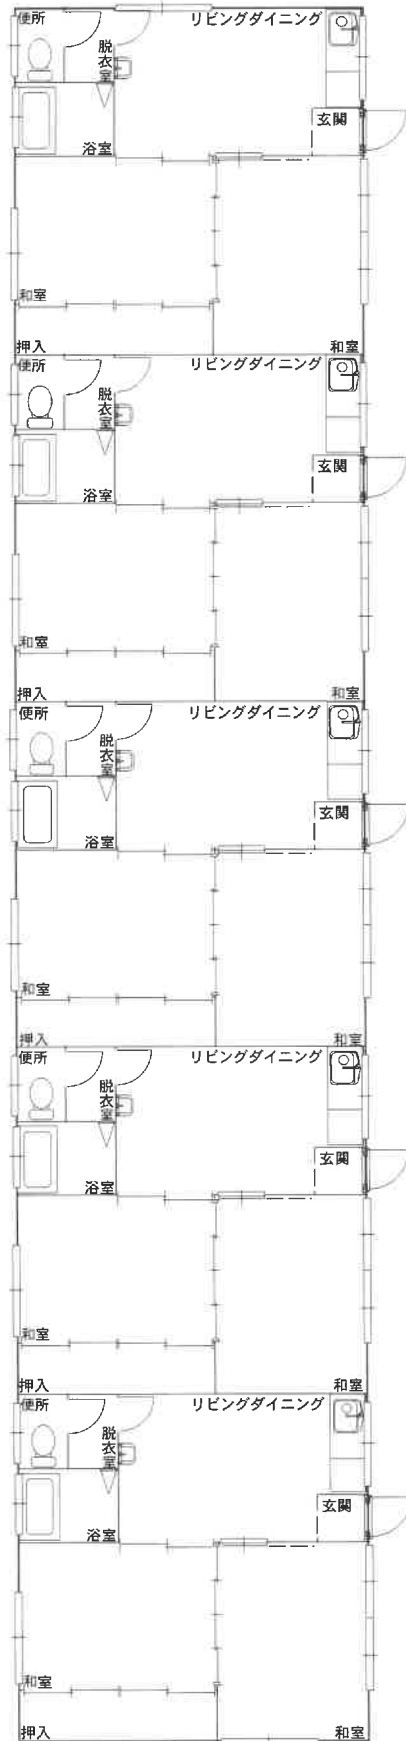 便所
脱衣室
リビングダイニング
玄関
浴室
和室
押入
和室
便所
脱衣室
リビングダイニング
玄関
浴室
和室
押入
和室
便所
脱衣室
リビングダイニング
玄関
浴室
和室
押入
和室
便所
脱衣室
リビングダイニング
玄関
浴室
和室
押入
和室
便所
脱衣室
リビングダイニング
玄関
浴室
和室
押入
和室